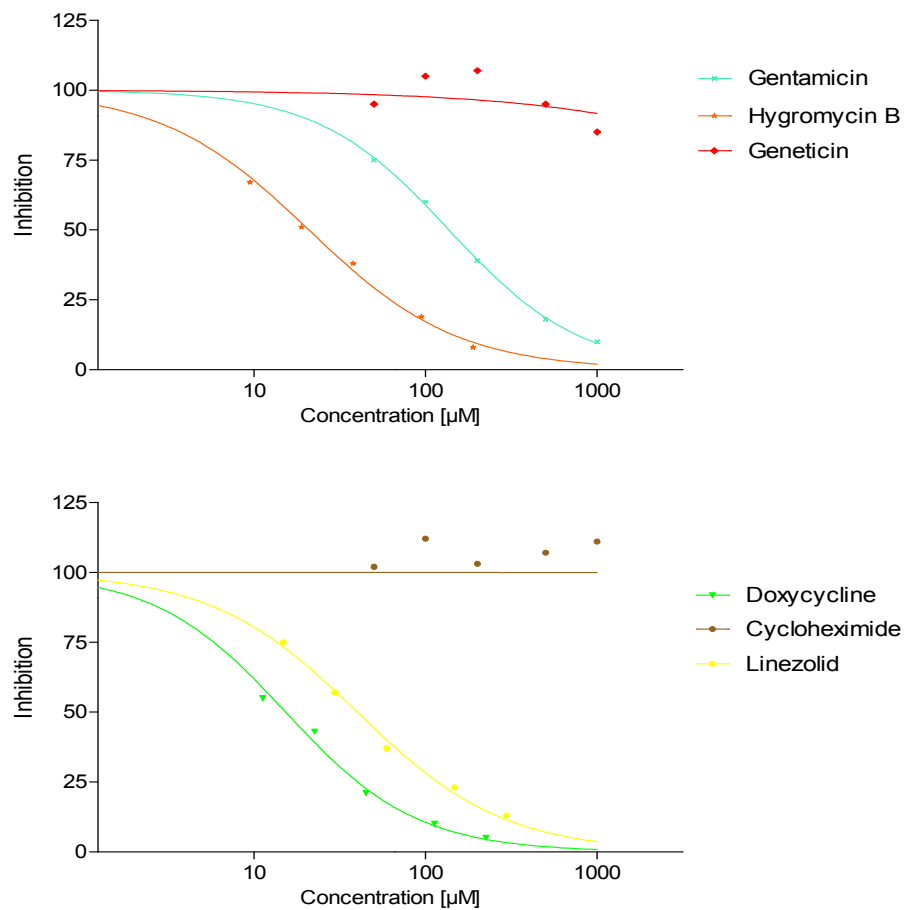 125
100
75
50
25
0
Inhibition
10
100
1000
Concentration [µM]
Gentamicin
Hygromycin B
Geneticin
125
100
75
50
25
0
Inhibition
10
100
1000
Concentration [µM]
Doxycycline
Cycloheximide
Linezolid